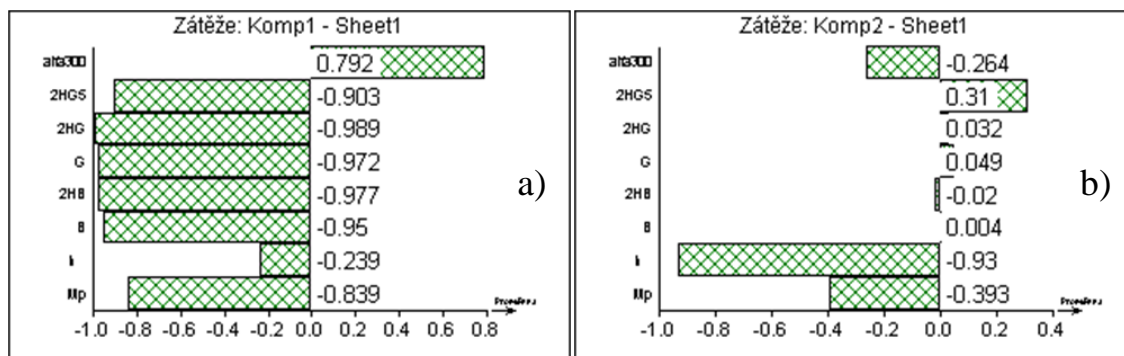 Zátěže: Komp1 - Sheet1
alfa300
0.792
2HGS
-0.903
2HG
-0.989
G
-0.972
2HB
-0.977
B
-0.95
-0.239
Mp
-0.839
-1.0 -0.8 -0.6 -0.4 -0.2 0.0 0.2 0.4 0.6 0.8
a)
Zátěže: Komp2 - Sheet1
alfa300
-0.264
2HGS
0.31
2HG
0.032
G
0.049
2HB
-0.02
B
0.004
-0.93
Mp
-0.393
-1.0 -0.8 -0.6 -0.4 -0.2 0.0 0.2 0.4
b)